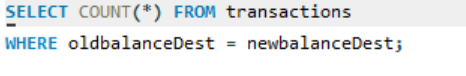 SELECT COUNT(*) FROM transactions
WHERE oldbalanceDest = newbalanceDest;